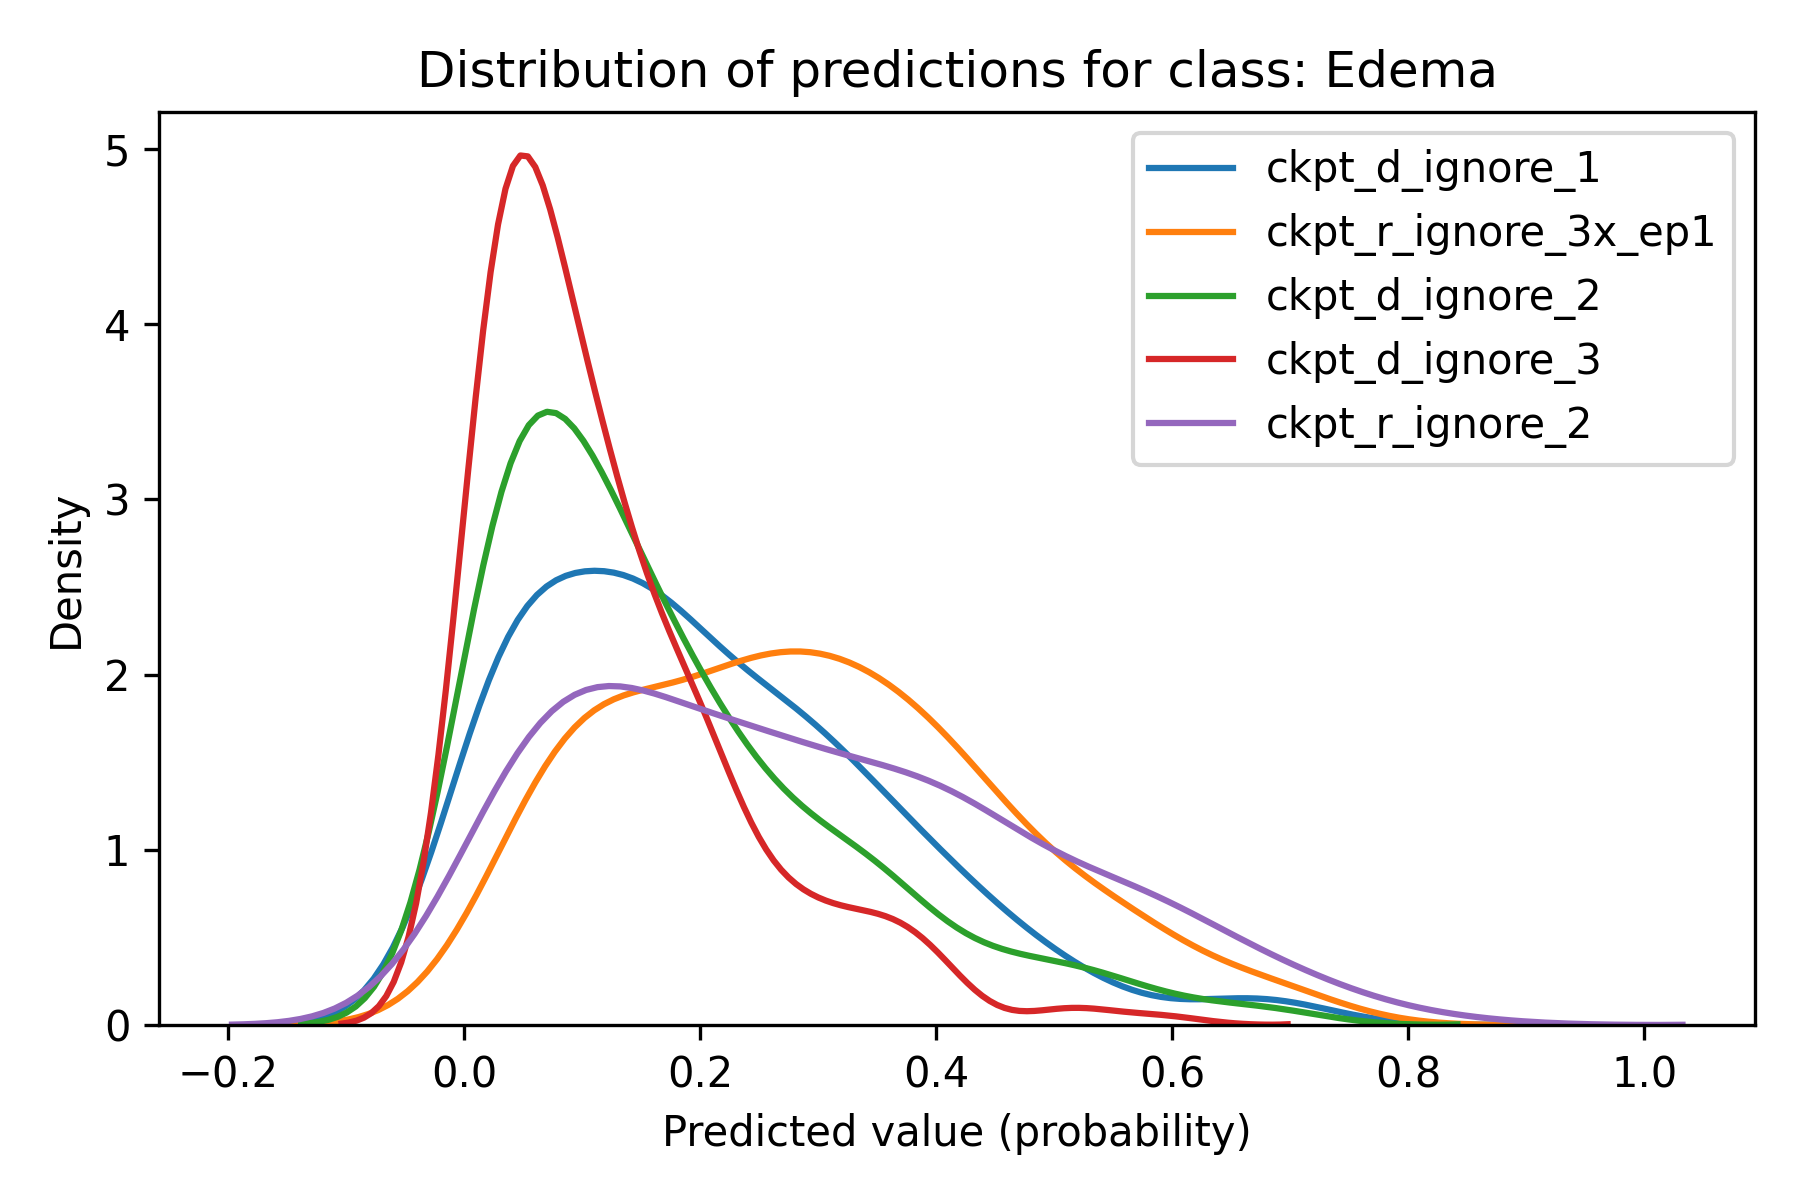 Distribution of predictions for class: Edema
5
4
3
2
1
0
Density
−0.2
0.0
0.2
0.4
0.6
0.8
1.0
Predicted value (probability)
ckpt_d_ignore_1
ckpt_r_ignore_3x_ep1
ckpt_d_ignore_2
ckpt_d_ignore_3
ckpt_r_ignore_2